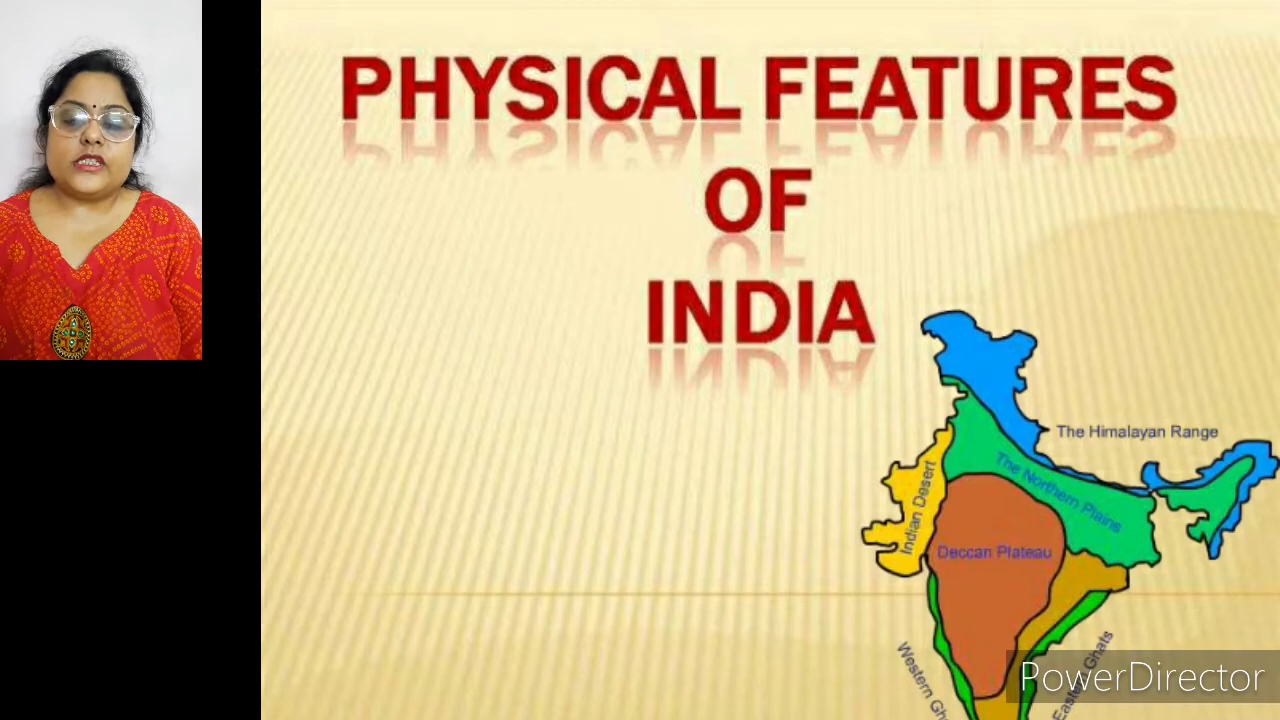 PHYSICAL FEATURES
OF
INDIA
The Himalayan Range
The Northern Plains
Indian Desert
Deccan Plateau
Western
Eastern Ghats
PowerDirector